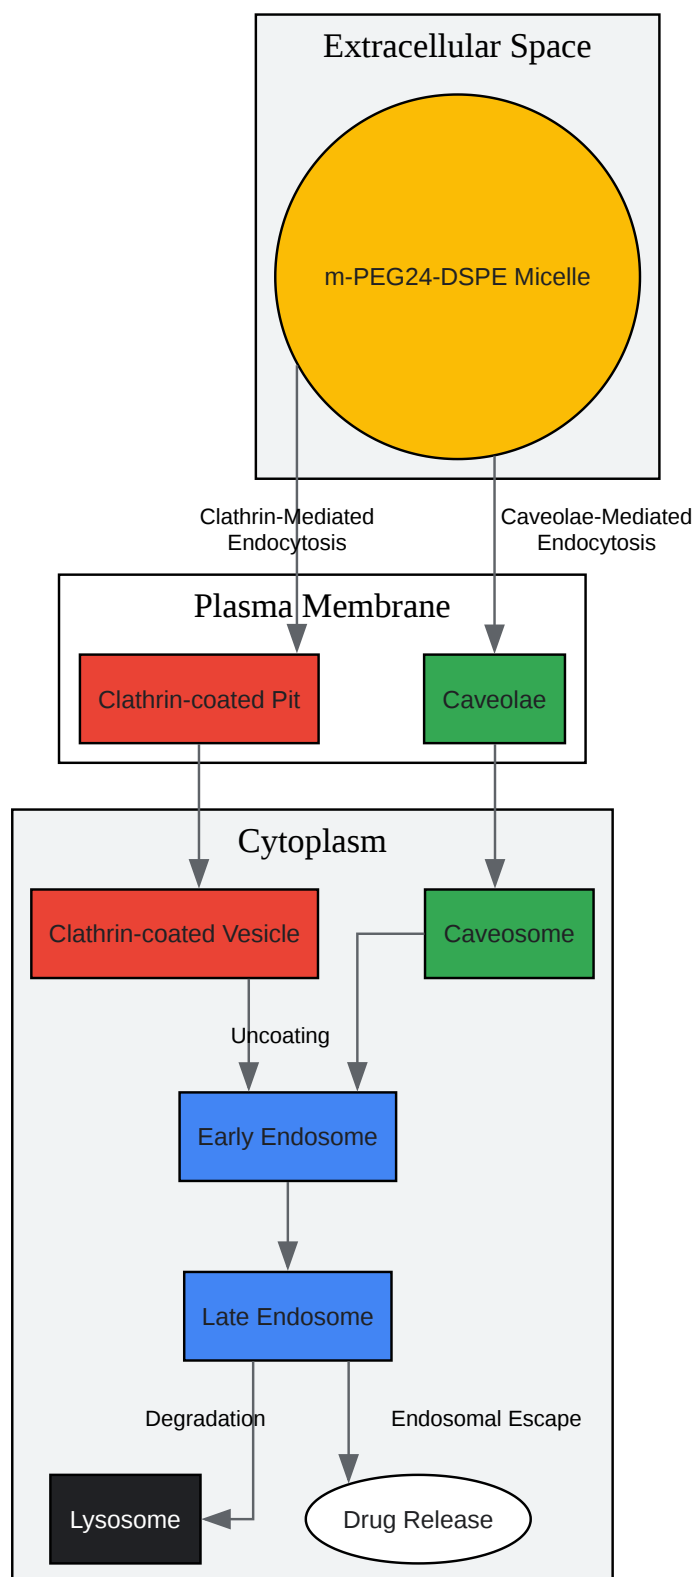 Extracellular Space
m-PEG24-DSPE Micelle
Clathrin-Mediated
Endocytosis
Caveolae-Mediated
Endocytosis
Plasma Membrane
Clathrin-coated Pit
Caveolae
Cytoplasm
Clathrin-coated Vesicle
Caveosome
Uncoating
Early Endosome
Late Endosome
Degradation
Endosomal Escape
Lysosome
Drug Release